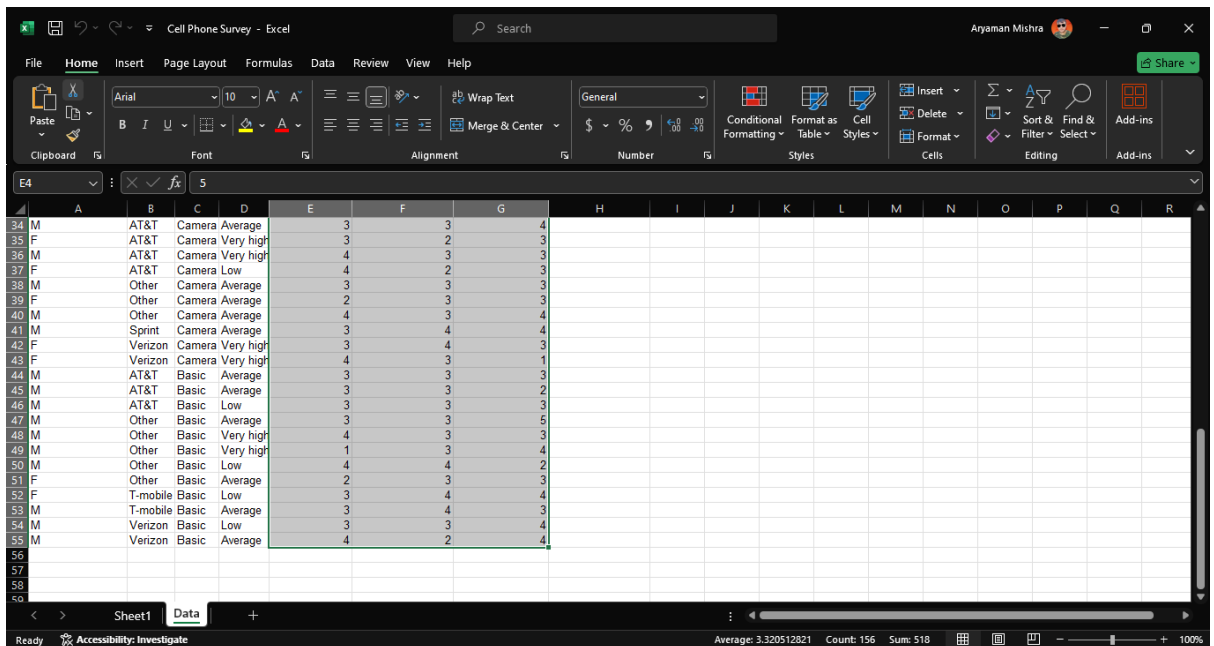 Cell Phone Survey - Excel Search Aryaman Mishra
File Home Insert Page Layout Formulas Data Review View Help Share
Arial 10 A^ A Wrap Text General Insert
Paste B I U A Merge & Center $ % 9 Conditional Formatting Format as Table Cell Styles Delete Format Sort & Filter Find & Select Add-ins
Clipboard Font Alignment Number Styles Cells Editing Add-ins
E4 fx 5
A B C D E F G H I J K L M N O P Q R
34 M AT&T Camera Average 3 3 4
35 F AT&T Camera Very high 3 2 3
36 M AT&T Camera Very high 4 3 3
37 F AT&T Camera Low 4 2 3
38 M Other Camera Average 3 3 3
39 F Other Camera Average 2 3 3
40 M Other Camera Average 4 3 4
41 M Sprint Camera Average 3 4 4
42 F Verizon Camera Very high 3 4 3
43 F Verizon Camera Very high 4 3 1
44 M AT&T Basic Average 3 3 3
45 M AT&T Basic Average 3 3 2
46 M AT&T Basic Low 3 3 3
47 M Other Basic Average 3 3 5
48 M Other Basic Very high 4 3 3
49 M Other Basic Very high 1 3 4
50 M Other Basic Low 4 4 2
51 F Other Basic Average 2 3 3
52 F T-mobile Basic Low 3 4 4
53 M T-mobile Basic Average 3 4 3
54 M Verizon Basic Low 3 3 4
55 M Verizon Basic Average 4 2 4
56
57
58
59
Sheet1 Data +
Ready Accessibility: Investigate Average: 3.320512821 Count: 156 Sum: 518 - + 100%